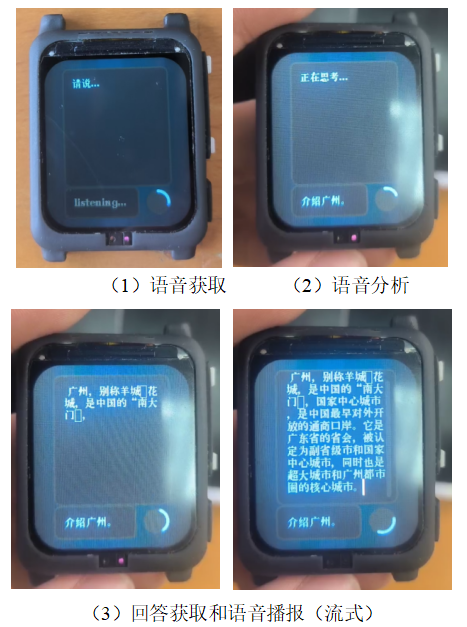 请说...
listening...
正在思考...
介绍广州。
（1）语音获取
（2）语音分析
广州，别称羊城□花
城，是中国的“南大
门□，
介绍广州。
广州，别称羊城□花
城，是中国的“南大
门□，国家中心城市
，是中国最早对外开
放的通商口岸。它是
广东省的省会，被认
定为副省级市和国家
中心城市，同时也是
超大城市和广州都市
圈的核心城市。
介绍广州。
（3）回答获取和语音播报（流式）